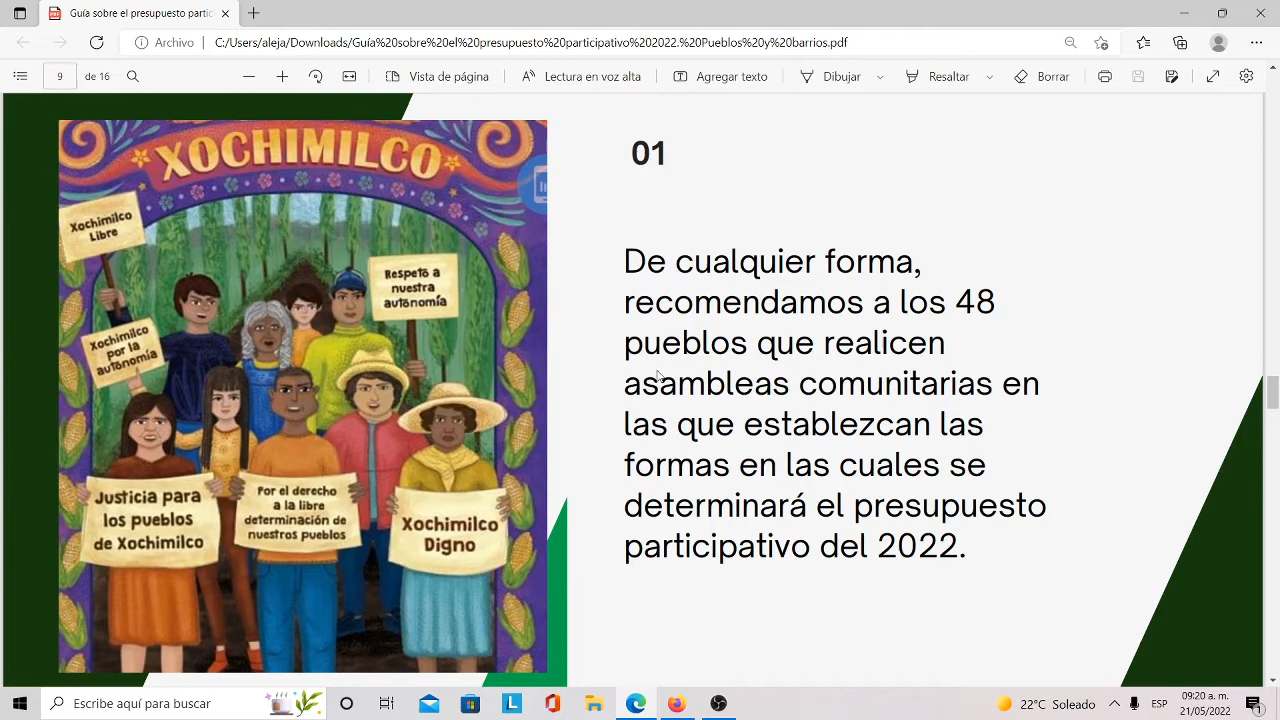 Guía sobre el presupuesto partic
Archivo
C:/Users/aleja/Downloads/Guía%20sobre%20el%20presupuesto%20participativo%202022.%20Pueblos%20y%20barrios.pdf
9 de 16
Vista de página
Lectura en voz alta
Agregar texto
Dibujar
Resaltar
Borrar
XOCHIMILCO
Xochimilco
Libre
Respeto a
nuestra
autonomía
Xochimilco
por la
autonomía
Justicia para
los pueblos
de Xochimilco
Por el derecho
a la libre
determinación de
nuestros pueblos
Xochimilco
Digno
01
De cualquier forma,
recomendamos a los 48
pueblos que realicen
asambleas comunitarias en
las que establezcan las
formas en las cuales se
determinará el presupuesto
participativo del 2022.
Escribe aquí para buscar
22°C Soleado
ESP
09:20 a. m.
21/05/2022